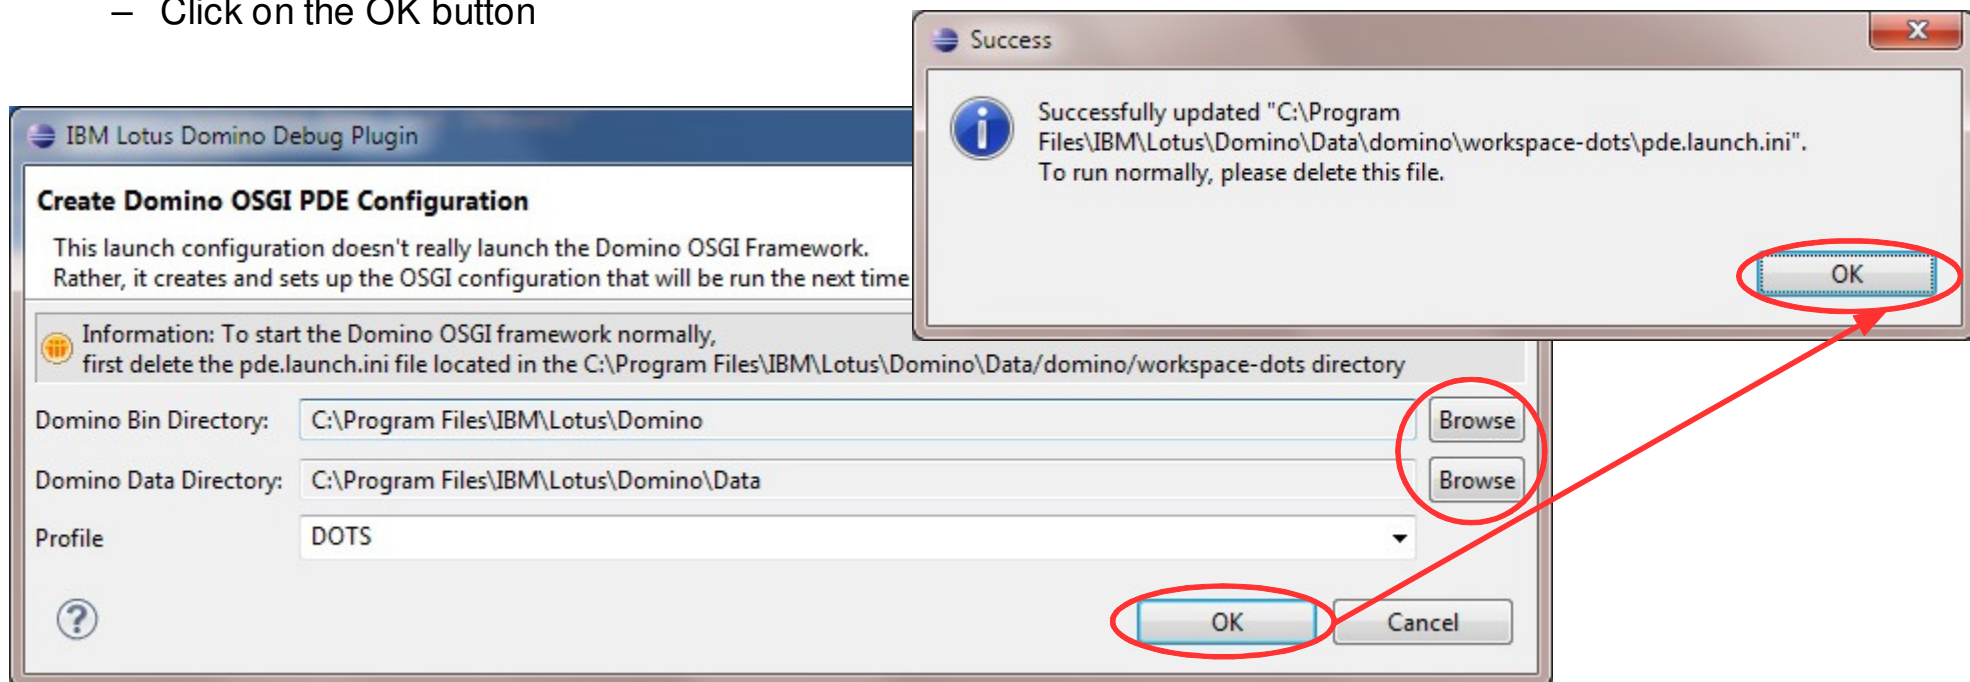 – Click on the OK button
Success
x
Successfully updated "C:\Program
Files\IBM\Lotus\Domino\Data\domino\workspace-dots\pde.launch.ini".
To run normally, please delete this file.
OK
IBM Lotus Domino Debug Plugin
Create Domino OSGI PDE Configuration
This launch configuration doesn't really launch the Domino OSGI Framework.
Rather, it creates and sets up the OSGI configuration that will be run the next time
Information: To start the Domino OSGI framework normally,
first delete the pde.launch.ini file located in the C:\Program Files\IBM\Lotus\Domino\Data/domino/workspace-dots directory
Domino Bin Directory: C:\Program Files\IBM\Lotus\Domino Browse
Domino Data Directory: C:\Program Files\IBM\Lotus\Domino\Data Browse
Profile DOTS
? OK Cancel